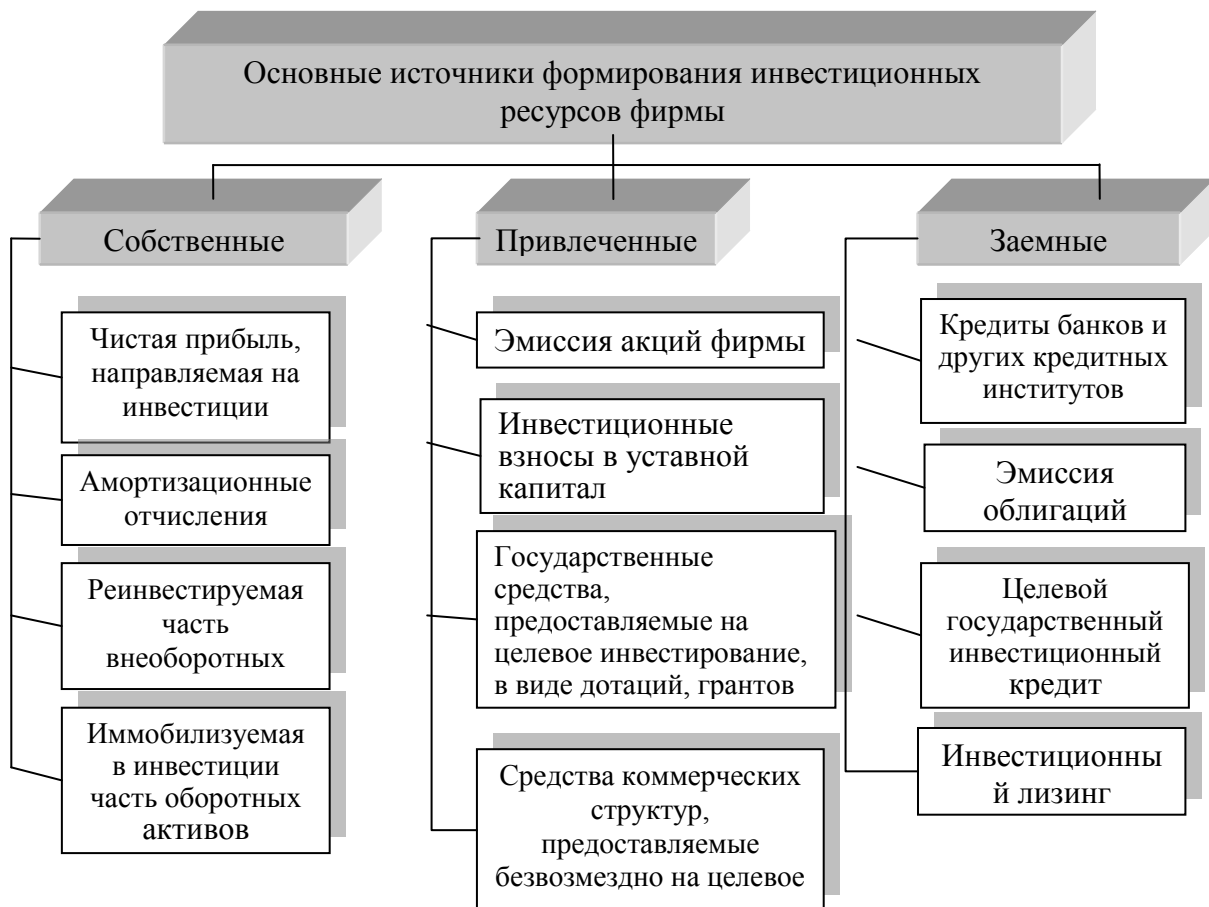 Основные источники формирования инвестиционных
ресурсов фирмы
Собственные
Чистая прибыль,
направляемая на
инвестиции
Амортизационные
отчисления
Реинвестируемая
часть
внеоборотных
Иммобилизуемая
в инвестиции
часть оборотных
активов
Привлеченные
Эмиссия акций фирмы
Инвестиционные
взносы в уставной
капитал
Государственные
средства,
предоставляемые на
целевое инвестирование,
в виде дотаций, грантов
Средства коммерческих
структур,
предоставляемые
безвозмездно на целевое
Заемные
Кредиты банков и
других кредитных
институтов
Эмиссия
облигаций
Целевой
государственный
инвестиционный
кредит
Инвестиционны
й лизинг